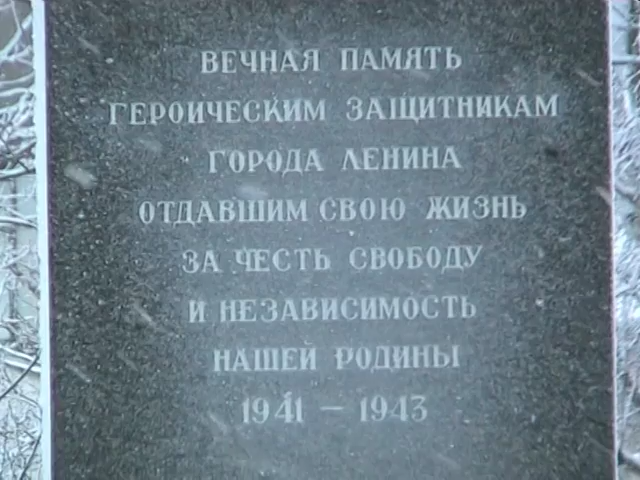 ВЕЧНАЯ ПАМЯТЬ
ГЕРОИЧЕСКИМ ЗАЩИТНИКАМ
ГОРОДА ЛЕНИНА
ОТДАВШИМ СВОЮ ЖИЗНЬ
ЗА ЧЕСТЬ СВОБОДУ
И НЕЗАВИСИМОСТЬ
НАШЕЙ РОДИНЫ
1941 – 1943